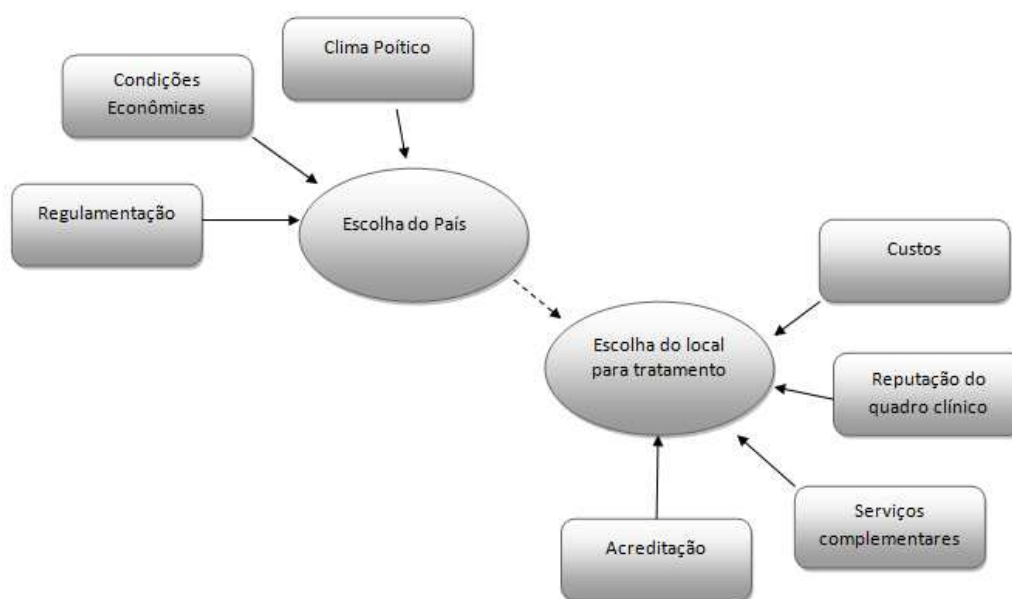 Clima Poítico
Condições
Econômicas
Regulamentação
Escolha do País
Custos
Escolha do local
para tratamento
Reputação do
quadro clínico
Serviços
complementares
Acreditação